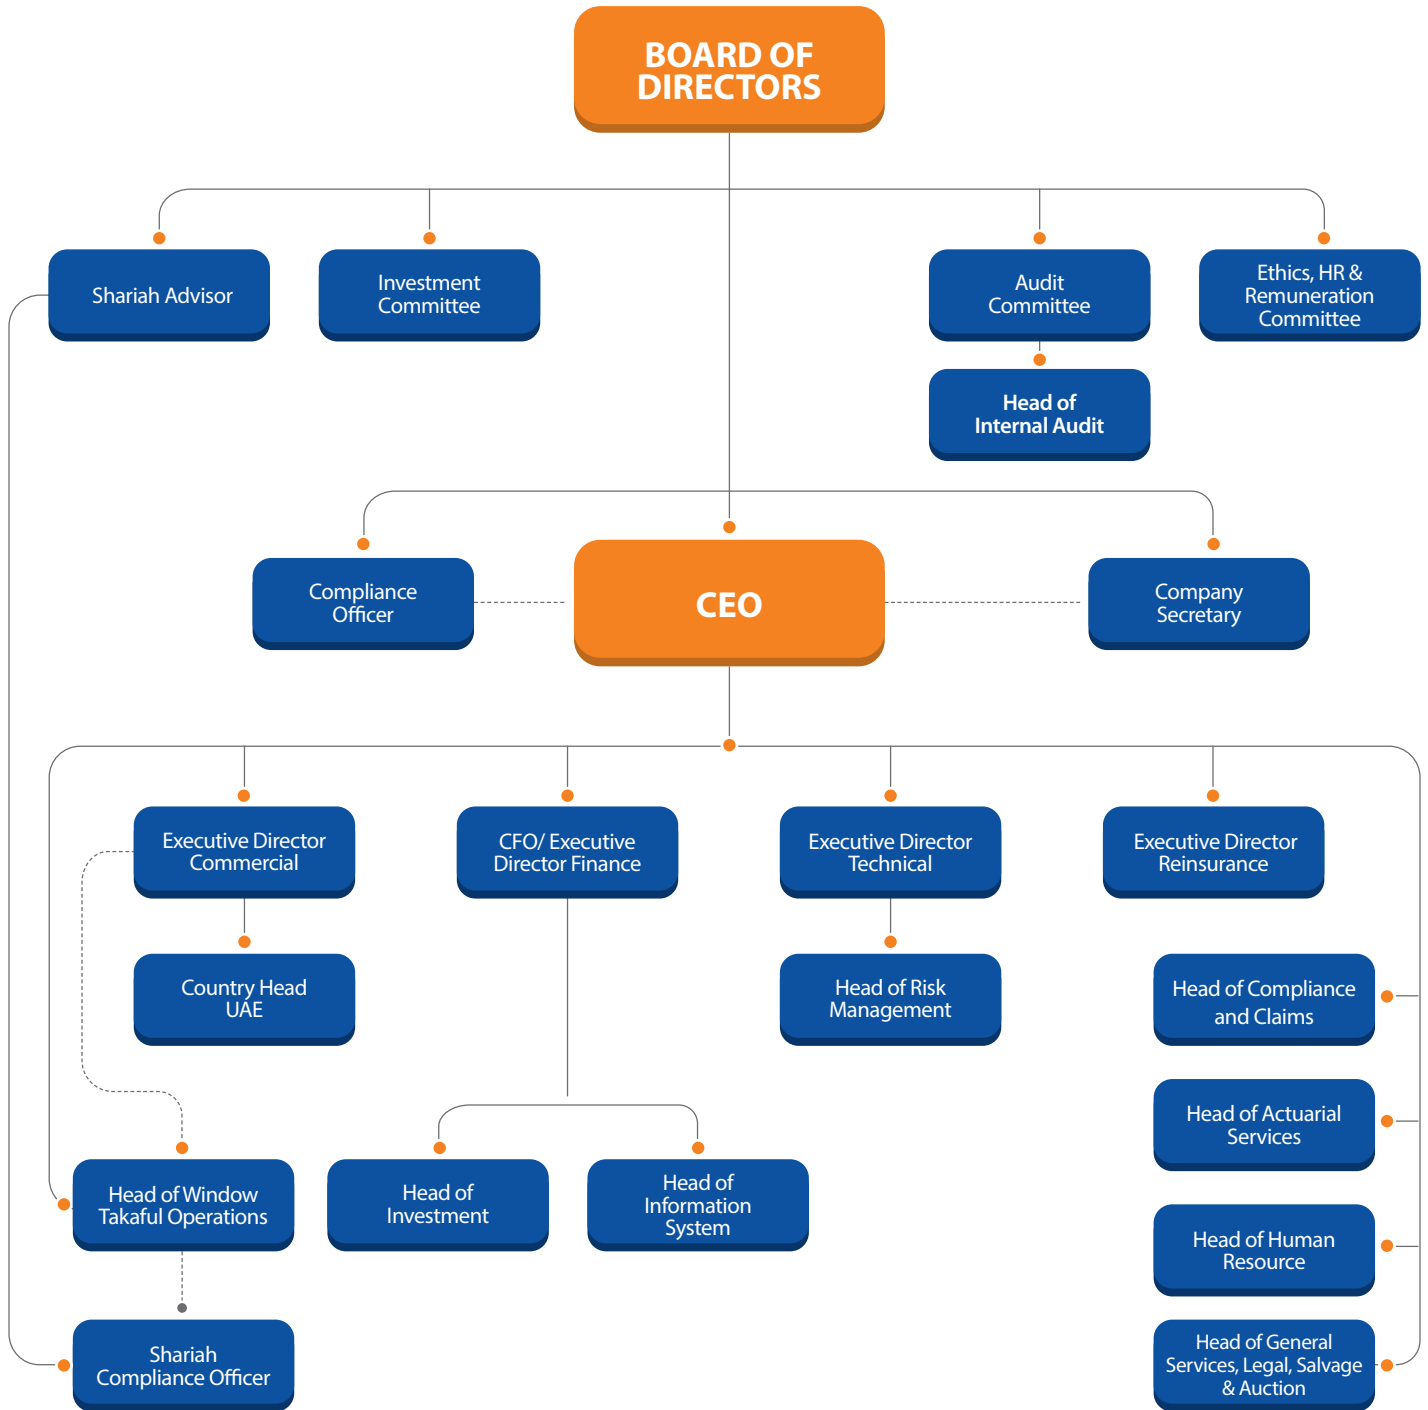 BOARD OF
DIRECTORS
Shariah Advisor
Investment
Committee
Audit
Committee
Ethics, HR &
Remuneration
Committee
Head of
Internal Audit
Compliance
Officer
CEO
Company
Secretary
Executive Director
Commercial
CFO/ Executive
Director Finance
Executive Director
Technical
Executive Director
Reinsurance
Country Head
UAE
Head of Risk
Management
Head of Compliance
and Claims
Head of Actuarial
Services
Head of Window
Takaful Operations
Head of
Investment
Head of
Information
System
Head of Human
Resource
Shariah
Compliance Officer
Head of General
Services, Legal, Salvage
& Auction